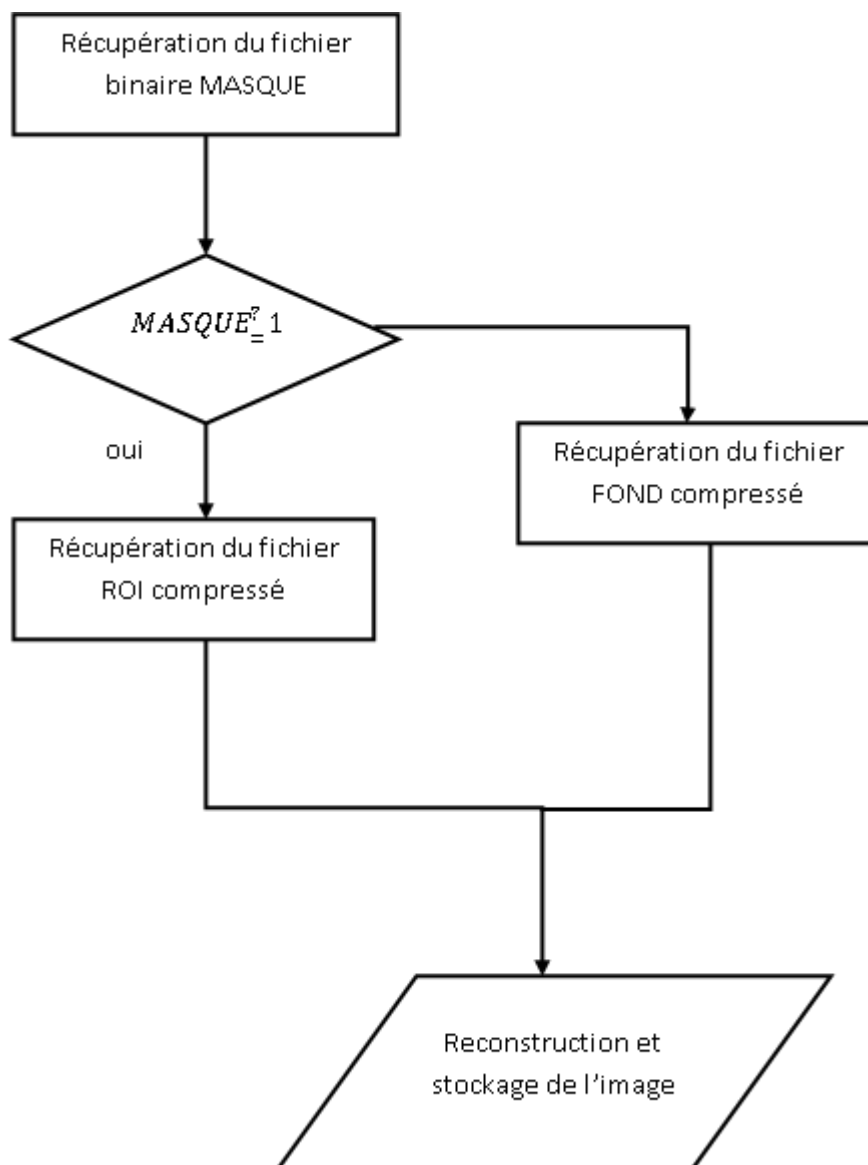 Récupération du fichier
binaire MASQUE
MASQUE ?= 1
oui
Récupération du fichier
FOND compressé
Récupération du fichier
ROI compressé
Reconstruction et
stockage de l'image